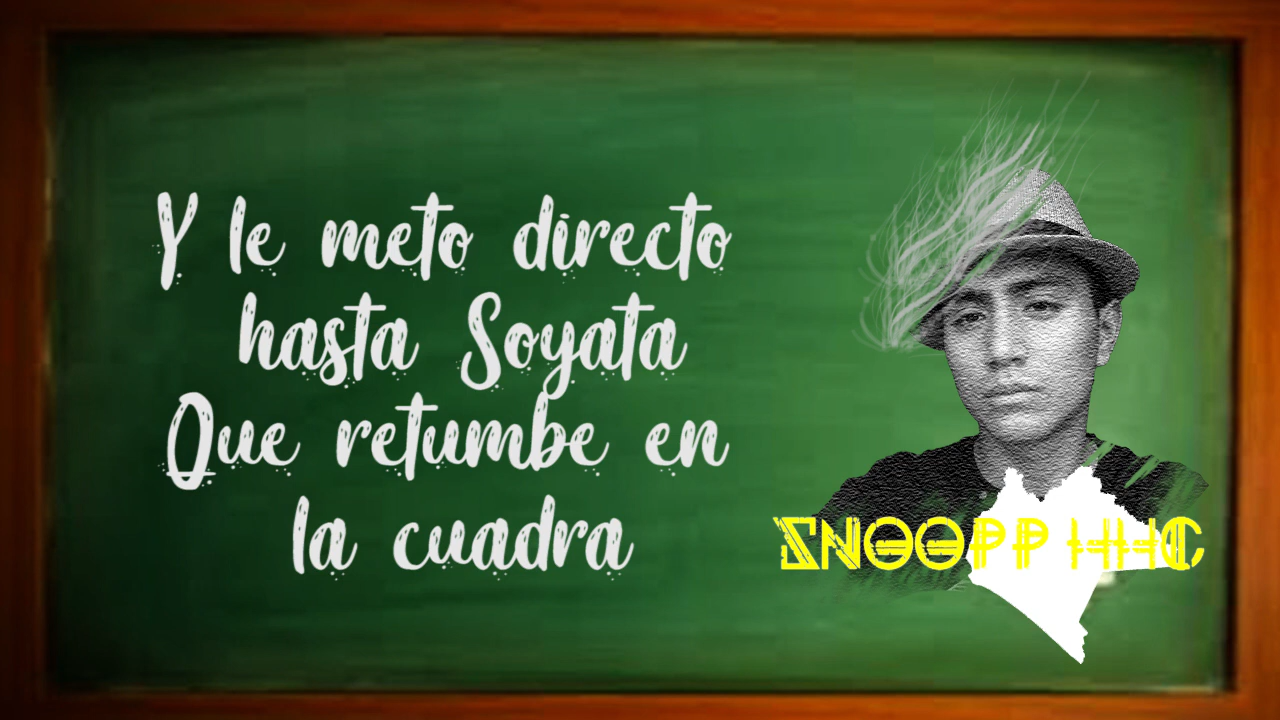 Y le meto directo
hasta Soyata
Que retumbe en
la cuadra
SNOOPP HHC